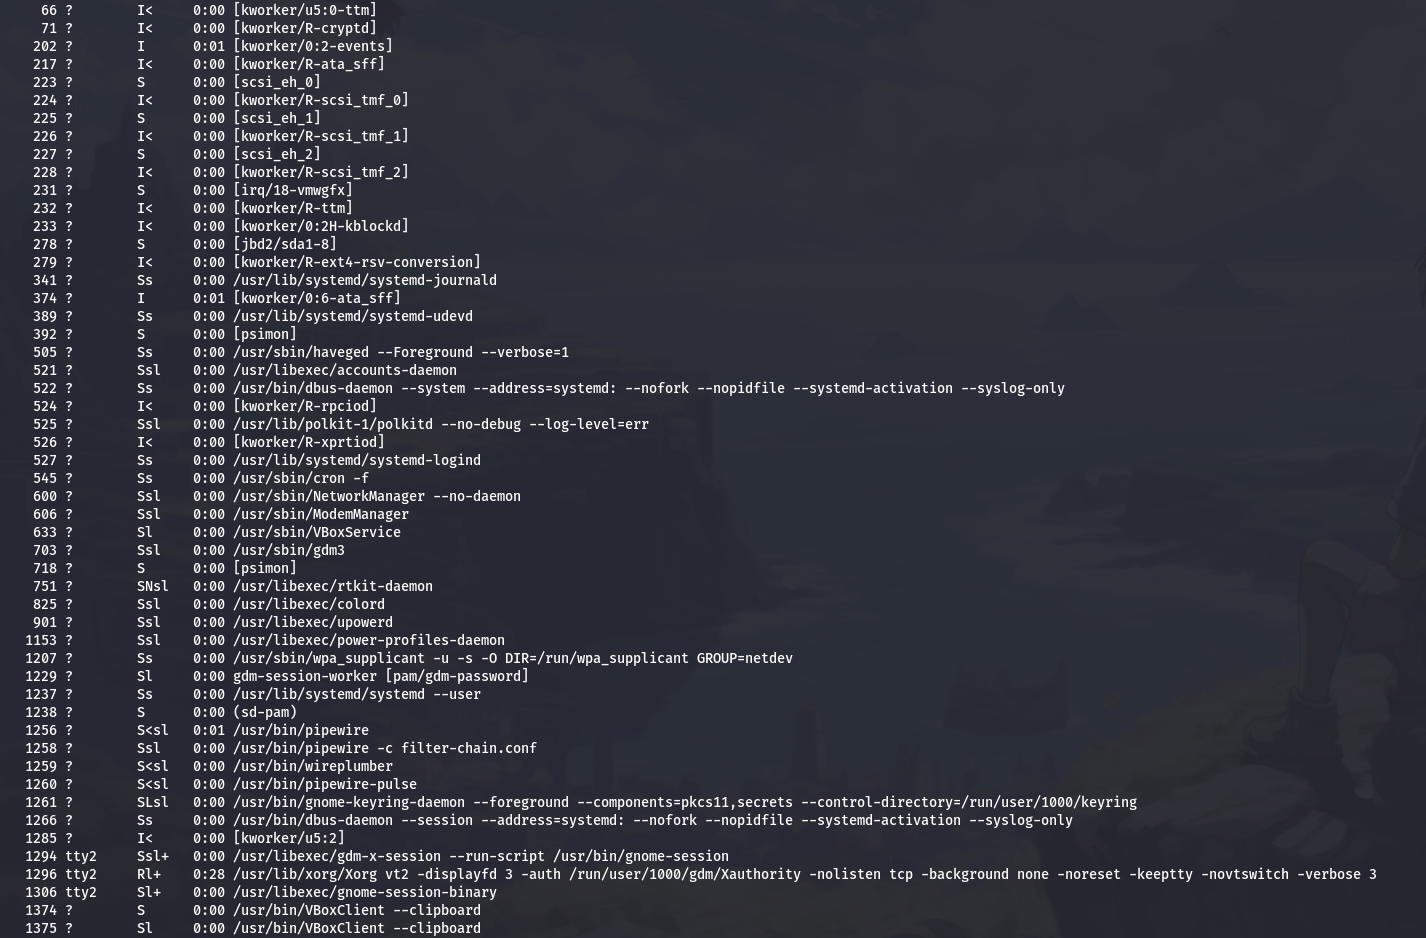 66 ? I< 0:00 [kworker/u5:0-ttm]
71 ? I< 0:00 [kworker/R-cryptd]
202 ? I 0:01 [kworker/0:2-events]
217 ? I< 0:00 [kworker/R-ata_sff]
223 ? S 0:00 [scsi_eh_0]
224 ? I< 0:00 [kworker/R-scsi_tmf_0]
225 ? S 0:00 [scsi_eh_1]
226 ? I< 0:00 [kworker/R-scsi_tmf_1]
227 ? S 0:00 [scsi_eh_2]
228 ? I< 0:00 [kworker/R-scsi_tmf_2]
231 ? S 0:00 [irq/18-vmwgfx]
232 ? I< 0:00 [kworker/R-ttm]
233 ? I< 0:00 [kworker/0:2H-kblockd]
278 ? S 0:00 [jbd2/sda1-8]
279 ? I< 0:00 [kworker/R-ext4-rsv-conversion]
341 ? Ss 0:00 /usr/lib/systemd/systemd-journald
374 ? I 0:01 [kworker/0:6-ata_sff]
389 ? Ss 0:00 /usr/lib/systemd/systemd-udevd
392 ? S 0:00 [psimon]
505 ? Ss 0:00 /usr/sbin/haveged --Foreground --verbose=1
521 ? Ssl 0:00 /usr/libexec/accounts-daemon
522 ? Ss 0:00 /usr/bin/dbus-daemon --system --address=systemd: --nofork --nopidfile --systemd-activation --syslog-only
524 ? I< 0:00 [kworker/R-rpciod]
525 ? Ssl 0:00 /usr/lib/polkit-1/polkitd --no-debug --log-level=err
526 ? I< 0:00 [kworker/R-xprtiod]
527 ? Ss 0:00 /usr/lib/systemd/systemd-logind
545 ? Ss 0:00 /usr/sbin/cron -f
600 ? Ssl 0:00 /usr/sbin/NetworkManager --no-daemon
606 ? Ssl 0:00 /usr/sbin/ModemManager
633 ? Sl 0:00 /usr/sbin/VBoxService
703 ? Ssl 0:00 /usr/sbin/gdm3
718 ? S 0:00 [psimon]
751 ? SNsl 0:00 /usr/libexec/rtkit-daemon
825 ? Ssl 0:00 /usr/libexec/colord
901 ? Ssl 0:00 /usr/libexec/upowerd
1153 ? Ssl 0:00 /usr/libexec/power-profiles-daemon
1207 ? Ss 0:00 /usr/sbin/wpa_supplicant -u -s -O DIR=/run/wpa_supplicant GROUP=netdev
1229 ? Sl 0:00 gdm-session-worker [pam/gdm-password]
1237 ? Ss 0:00 /usr/lib/systemd/systemd --user
1238 ? S 0:00 (sd-pam)
1256 ? S<sl 0:01 /usr/bin/pipewire
1258 ? Ssl 0:00 /usr/bin/pipewire -c filter-chain.conf
1259 ? S<sl 0:00 /usr/bin/wireplumber
1260 ? S<sl 0:00 /usr/bin/pipewire-pulse
1261 ? SLsl 0:00 /usr/bin/gnome-keyring-daemon --foreground --components=pkcs11,secrets --control-directory=/run/user/1000/keyring
1266 ? Ss 0:00 /usr/bin/dbus-daemon --session --address=systemd: --nofork --nopidfile --systemd-activation --syslog-only
1285 ? I< 0:00 [kworker/u5:2]
1294 tty2 Ssl+ 0:00 /usr/libexec/gdm-x-session --run-script /usr/bin/gnome-session
1296 tty2 Rl+ 0:28 /usr/lib/xorg/Xorg vt2 -displayfd 3 -auth /run/user/1000/gdm/Xauthority -nolisten tcp -background none -noreset -keeptty -novtswitch -verbose 3
1306 tty2 Sl+ 0:00 /usr/libexec/gnome-session-binary
1374 ? S 0:00 /usr/bin/VBoxClient --clipboard
1375 ? Sl 0:00 /usr/bin/VBoxClient --clipboard